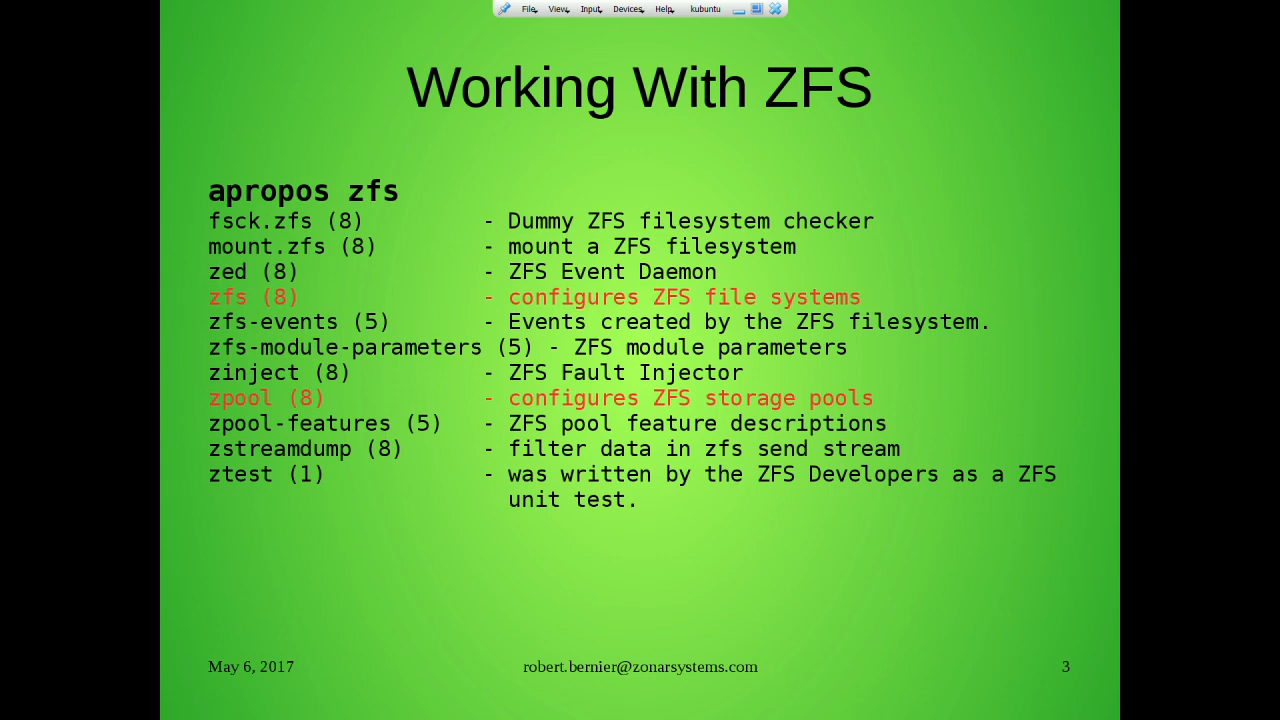 File View Input Devices Help kubuntu
Working With ZFS
apropos zfs
fsck.zfs (8) - Dummy ZFS filesystem checker
mount.zfs (8) - mount a ZFS filesystem
zed (8) - ZFS Event Daemon
zfs (8) - configures ZFS file systems
zfs-events (5) - Events created by the ZFS filesystem.
zfs-module-parameters (5) - ZFS module parameters
zinject (8) - ZFS Fault Injector
zpool (8) - configures ZFS storage pools
zpool-features (5) - ZFS pool feature descriptions
zstreamdump (8) - filter data in zfs send stream
ztest (1) - was written by the ZFS Developers as a ZFS
unit test.
May 6, 2017 robert.bernier@zonarsystems.com 3